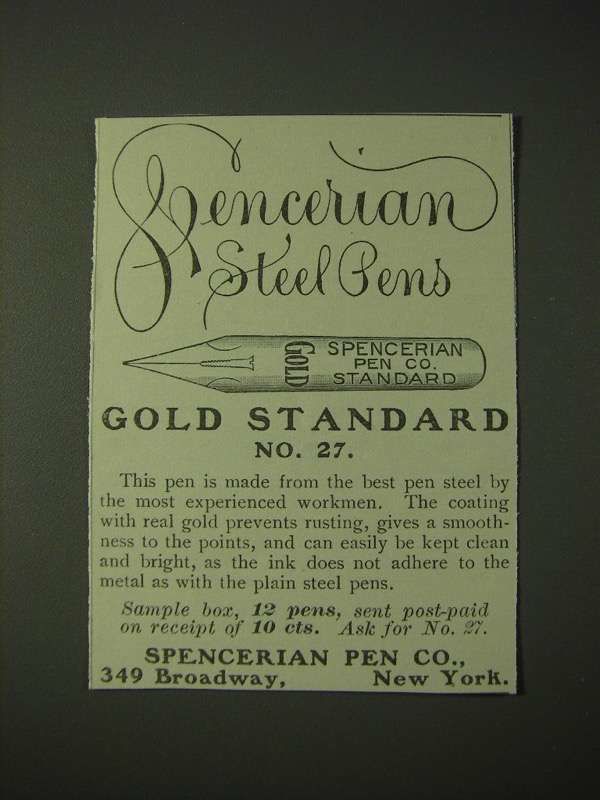 Spencerian
Steel Pens
GOLD
SPENCERIAN
PEN CO.
STANDARD
GOLD STANDARD
NO. 27.
This pen is made from the best pen steel by
the most experienced workmen. The coating
with real gold prevents rusting, gives a smooth-
ness to the points, and can easily be kept clean
and bright, as the ink does not adhere to the
metal as with the plain steel pens.
Sample box, 12 pens, sent post-paid
on receipt of 10 cts. Ask for No. 27.
SPENCERIAN PEN CO.,
349 Broadway, New York.